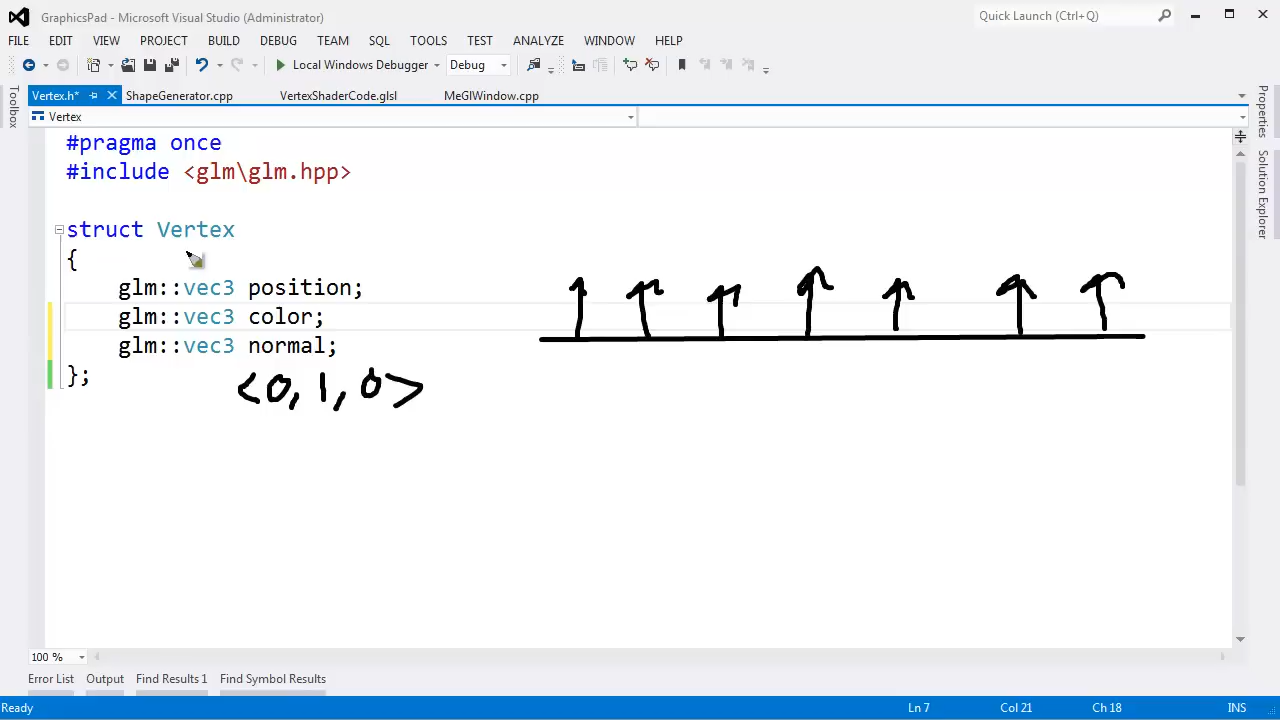 GraphicsPad - Microsoft Visual Studio (Administrator)
Quick Launch (Ctrl+Q)
FILE EDIT VIEW PROJECT BUILD DEBUG TEAM SQL TOOLS TEST ANALYZE WINDOW HELP
Local Windows Debugger Debug
Toolbox
Vertex.h* ShapeGenerator.cpp VertexShaderCode.glsl MeGlWindow.cpp
Properties
Solution Explorer
Vertex
#pragma once
#include <glm\glm.hpp>
struct Vertex
{
glm::vec3 position;
glm::vec3 color;
glm::vec3 normal;
};
<0, 1, 0>
100 %
Error List Output Find Results 1 Find Symbol Results
Ready Ln 7 Col 21 Ch 18 INS